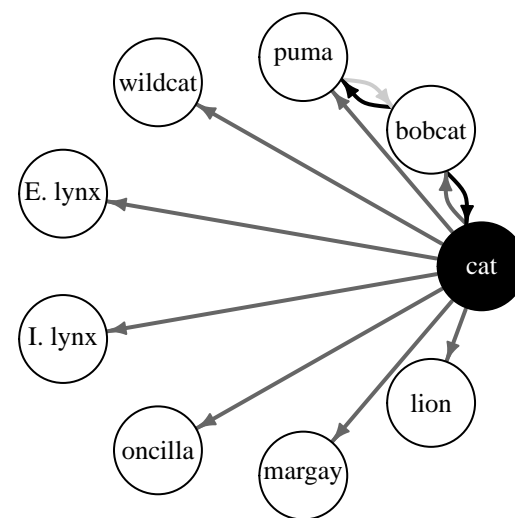 puma
wildcat
bobcat
E. lynx
cat
I. lynx
lion
oncilla
margay